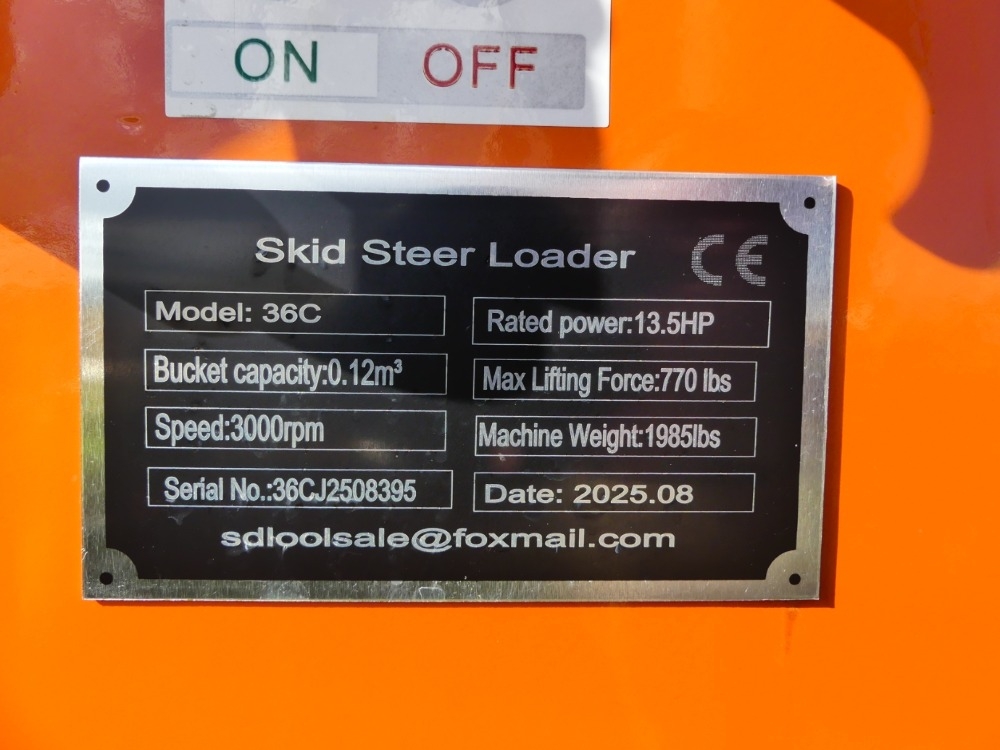 ON OFF
Skid Steer Loader CE
Model: 36C
Rated power:13.5HP
Bucket capacity:0.12m³
Max Lifting Force:770 lbs
Speed:3000rpm
Machine Weight:1985lbs
Serial No.:36CJ2508395
Date: 2025.08
sdloolsale@foxmail.com